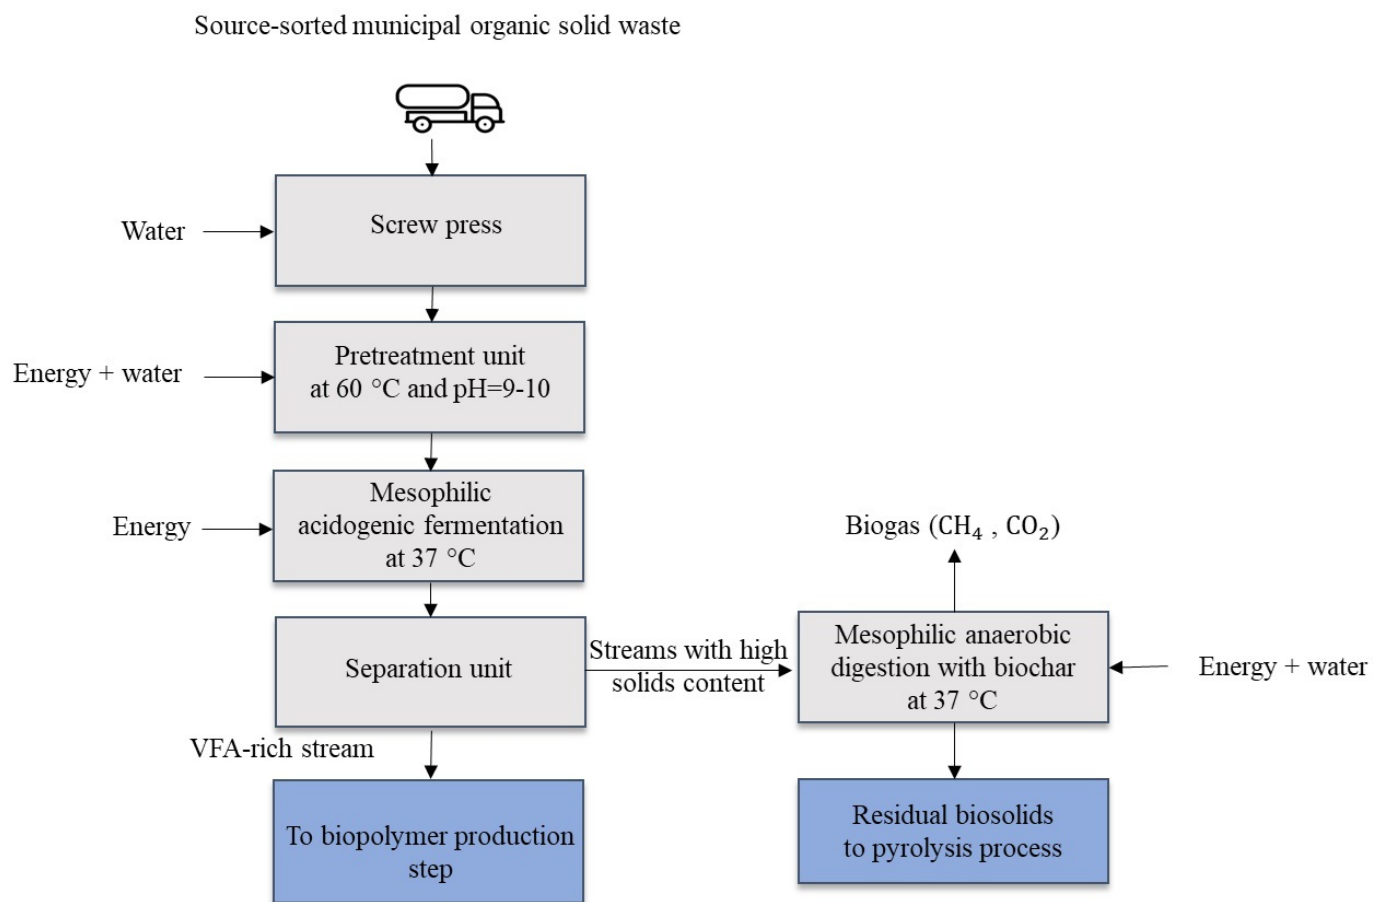 Source-sorted municipal organic solid waste
Water
Screw press
Energy + water
Pretreatment unit
at 60 °C and pH=9-10
Energy
Mesophilic
acidogenic fermentation
at 37 °C
Biogas (CH₄ , CO₂)
Separation unit
Streams with high
solids content
Mesophilic anaerobic
digestion with biochar
at 37 °C
Energy + water
VFA-rich stream
To biopolymer production
step
Residual biosolids
to pyrolysis process